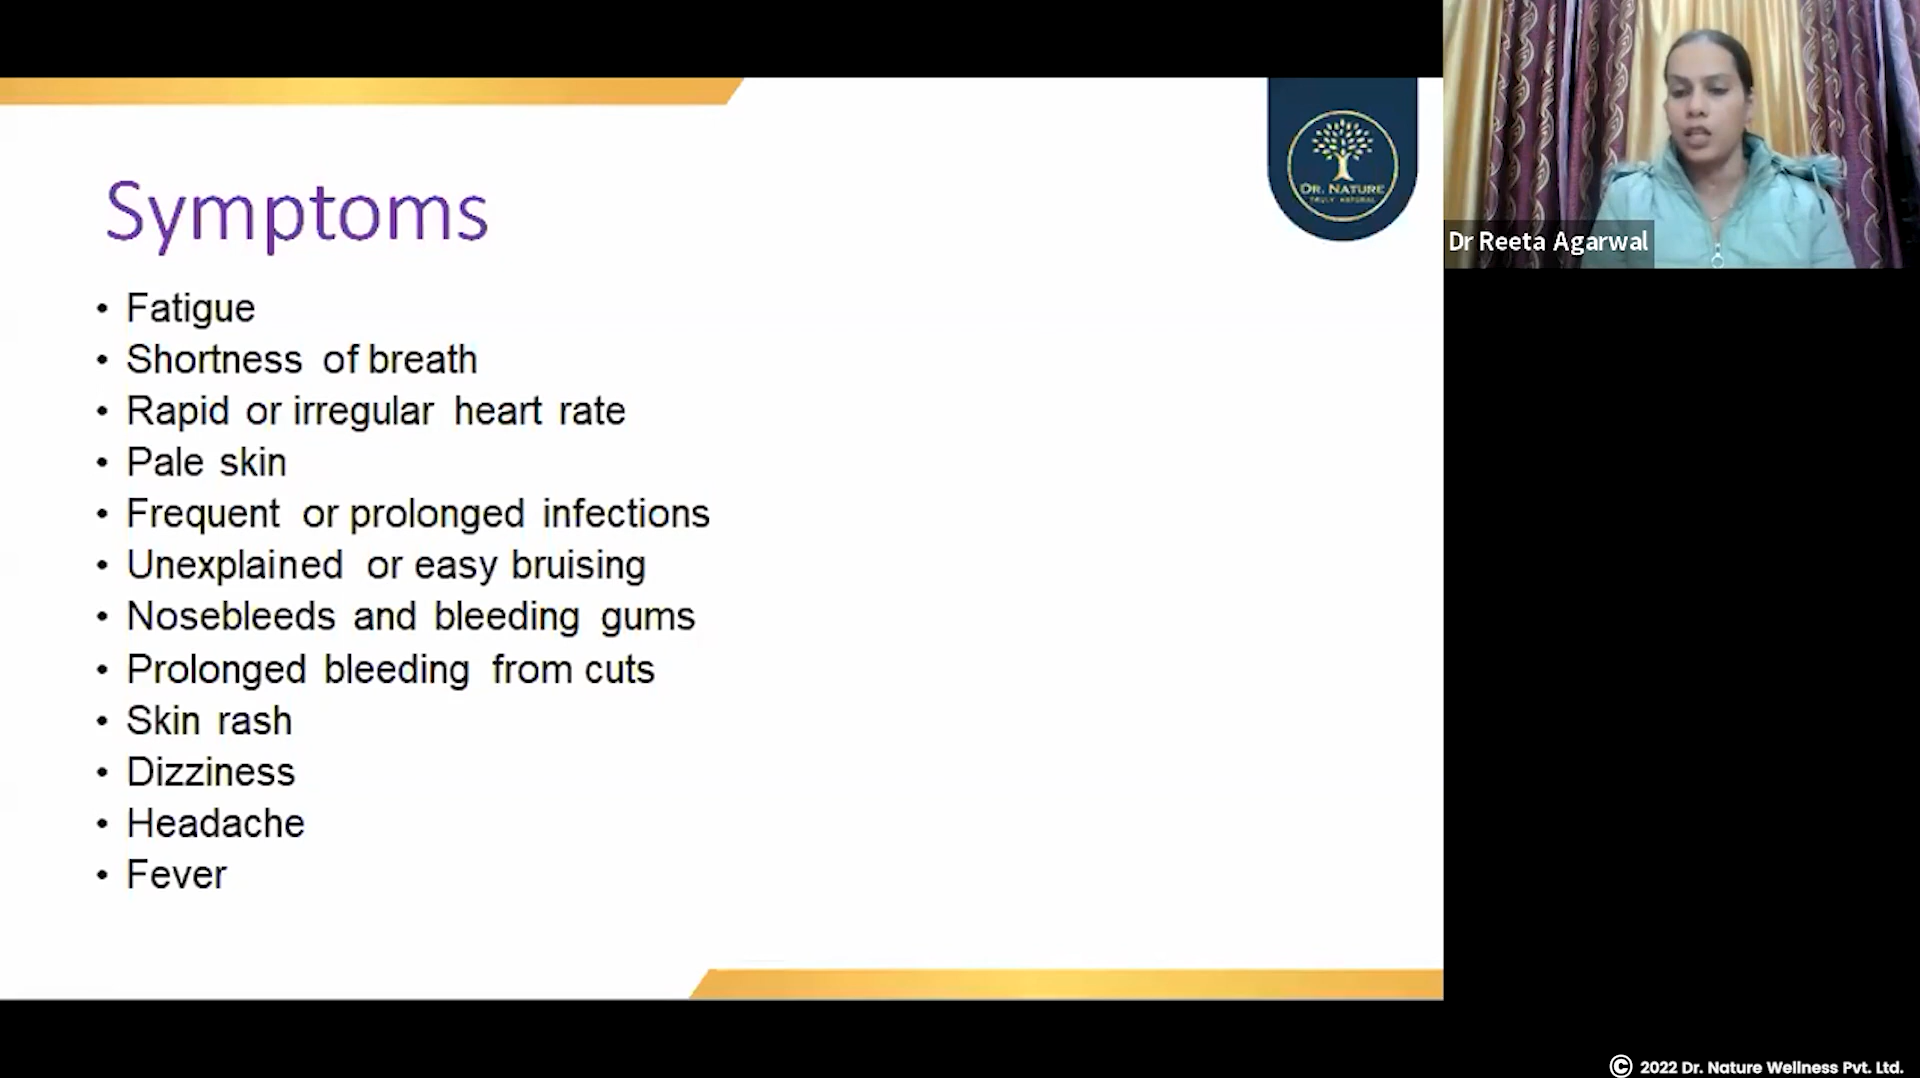 DR. NATURE
TRULY NATURAL
Dr Reeta Agarwal
Symptoms
• Fatigue
• Shortness of breath
• Rapid or irregular heart rate
• Pale skin
• Frequent or prolonged infections
• Unexplained or easy bruising
• Nosebleeds and bleeding gums
• Prolonged bleeding from cuts
• Skin rash
• Dizziness
• Headache
• Fever
© 2022 Dr. Nature Wellness Pvt. Ltd.